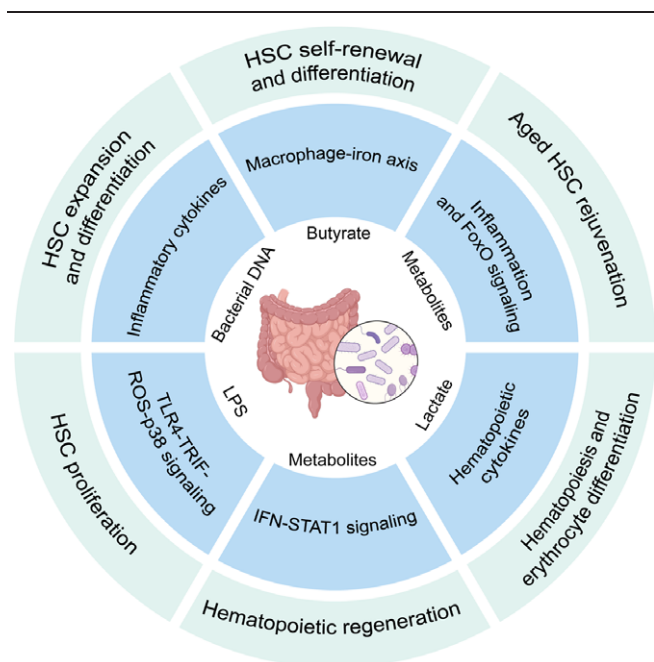 HSC self-renewal
and differentiation
Aged HSC rejuvenation
Hematopoiesis and
erythrocyte differentiation
Hematopoietic regeneration
HSC proliferation
HSC expansion
and differentiation
Macrophage-iron axis
Inflammation
and FoxO signaling
Hematopoietic
cytokines
IFN-STAT1 signaling
TLR4-TRIF-
ROS-p38 signaling
Inflammatory cytokines
Butyrate
Metabolites
Lactate
Metabolites
LPS
Bacterial DNA